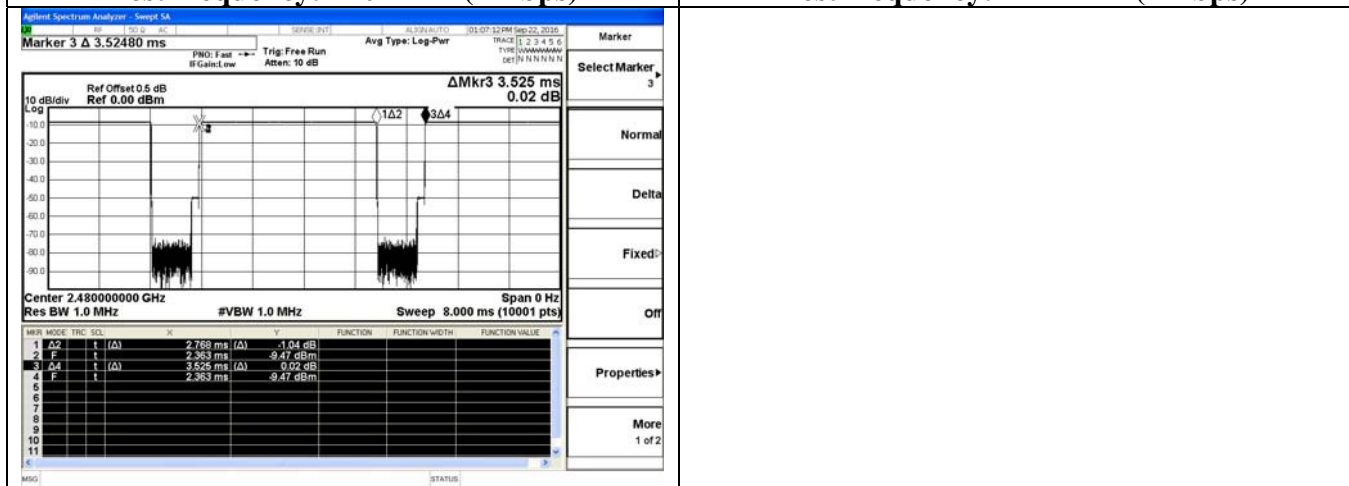 Agilent Spectrum Analyzer - Swept SA
RF 50 Ω AC SENSE:INT ALIGN AUTO 01:07:12 PM Sep 22, 2016
Marker 3 Δ 3.52480 ms
PNO: Fast
IFGain:Low
Trig: Free Run
Atten: 10 dB
Avg Type: Log-Pwr
TRACE 1 2 3 4 5 6
TYPE
DET N N N N N N
Ref Offset 0.5 dB
10 dB/div Ref 0.00 dBm
Log
ΔMkr3 3.525 ms
0.02 dB
1Δ2 3Δ4
-10.0
-20.0
-30.0
-40.0
-50.0
-60.0
-70.0
-80.0
-90.0
Center 2.480000000 GHz Span 0 Hz
Res BW 1.0 MHz #VBW 1.0 MHz Sweep 8.000 ms (10001 pts)
MKR MODE TRC SCL X Y FUNCTION FUNCTION WIDTH FUNCTION VALUE
1 Δ2 t (Δ) 2.768 ms (Δ) -1.04 dB
2 F t 2.363 ms -9.47 dBm
3 Δ4 t (Δ) 3.525 ms (Δ) 0.02 dB
4 F t 2.363 ms -9.47 dBm
5
6
7
8
9
10
11
MSG STATUS
Marker
Select Marker
3
Normal
Delta
Fixed
Off
Properties
More
1 of 2